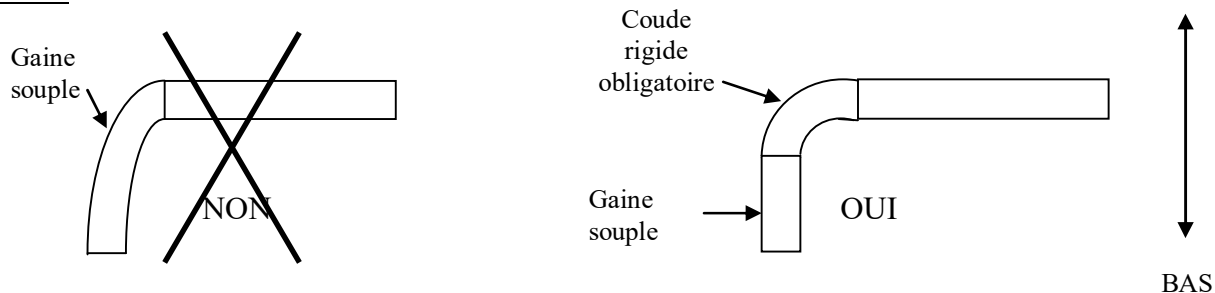 Gaine
souple
NON
Coude
rigide
obligatoire
Gaine
souple
OUI
BAS